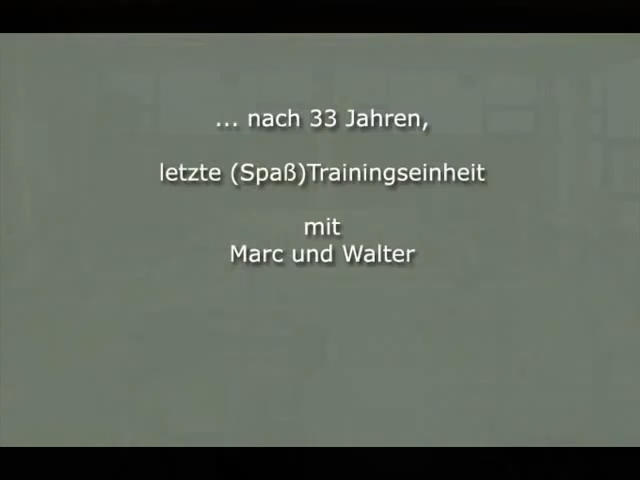 ... nach 33 Jahren,
letzte (Spaß)Trainingseinheit
mit
Marc und Walter